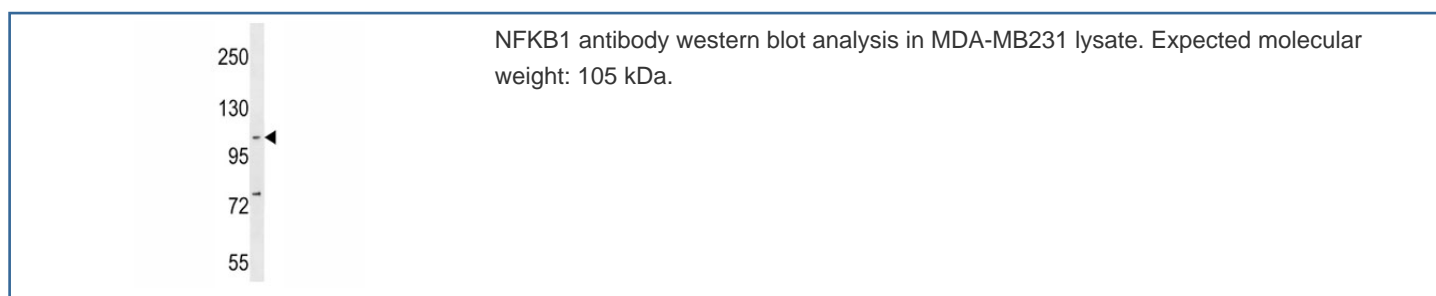 250
130
95
72
55
NFKB1 antibody western blot analysis in MDA-MB231 lysate. Expected molecular
weight: 105 kDa.